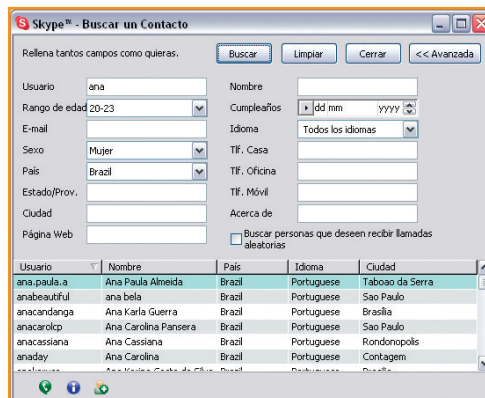 Skype™ - Buscar un Contacto
Rellena tantos campos como quieras. Buscar Limpiar Cerrar << Avanzada
Usuario ana Nombre
Rango de edad 20-23 Cumpleaños dd mm yyyy
E-mail Idioma Todos los idiomas
Sexo Mujer Tlf. Casa
País Brazil Tlf. Oficina
Estado/Prov. Tlf. Móvil
Ciudad Acerca de
Página Web Buscar personas que deseen recibir llamadas
aleatorias
Usuario Nombre País Idioma Ciudad
ana.paula.a Ana Paula Almeida Brazil Portuguese Taboao da Serra
anabeautiful ana bela Brazil Portuguese Sao Paulo
anacandanga Ana Karla Guerra Brazil Portuguese Brasilia
anacarolcp Ana Carolina Pansera Brazil Portuguese Sao Paulo
anacassiana Ana Cassiana Brazil Portuguese Rondonopolis
anaday Ana Carolina Brazil Portuguese Contagem